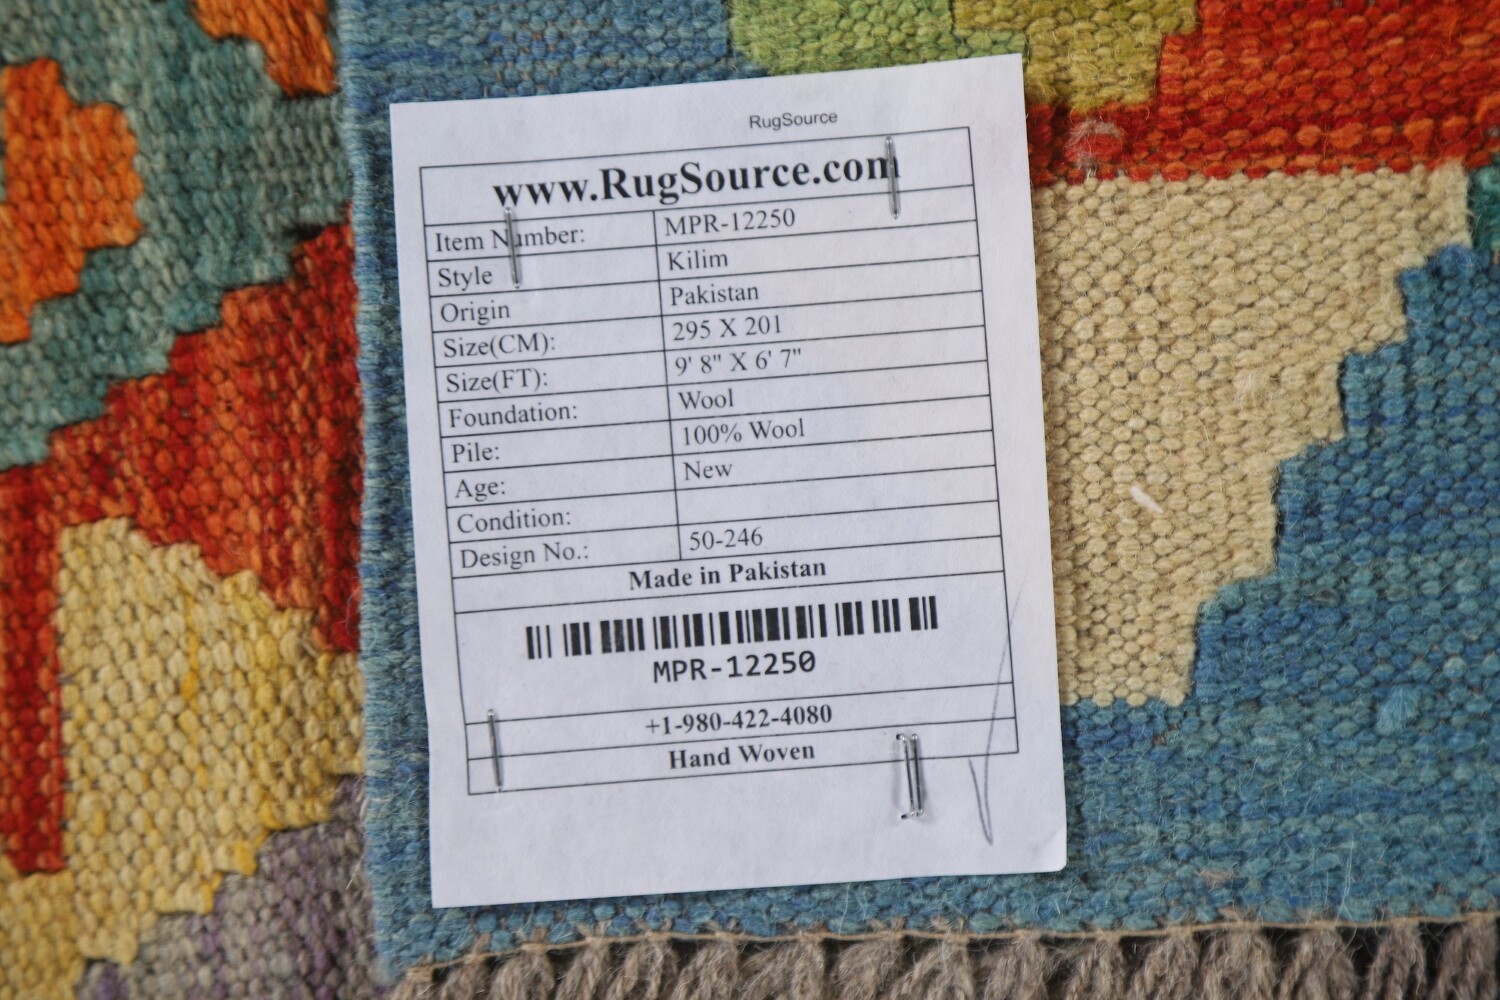 RugSource
www.RugSource.com
Item Number: MPR-12250
Style Kilim
Origin Pakistan
Size(CM): 295 X 201
Size(FT): 9' 8" X 6' 7"
Foundation: Wool
Pile: 100% Wool
Age: New
Condition:
Design No.: 50-246
Made in Pakistan
MPR-12250
+1-980-422-4080
Hand Woven